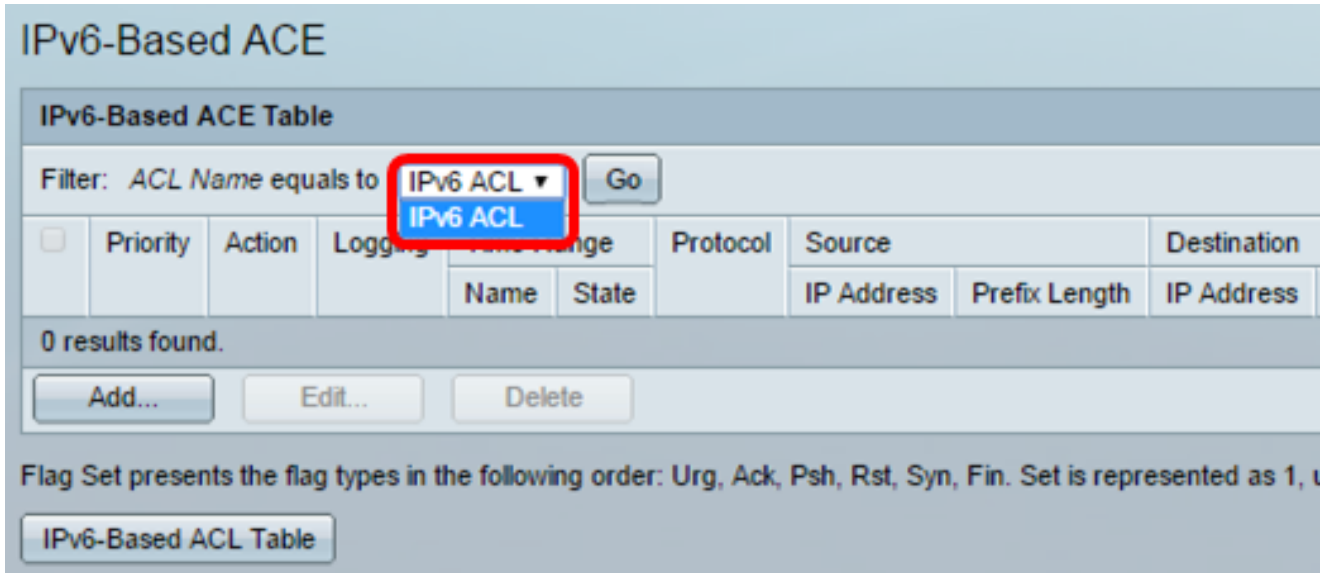 IPv6-Based ACE
IPv6-Based ACE Table
Filter: ACL Name equals to IPv6 ACL Go
IPv6 ACL
Priority Action Logging Range Protocol Source Destination
Name State IP Address Prefix Length IP Address
0 results found.
Add... Edit... Delete
Flag Set presents the flag types in the following order: Urg, Ack, Psh, Rst, Syn, Fin. Set is represented as 1,
IPv6-Based ACL Table